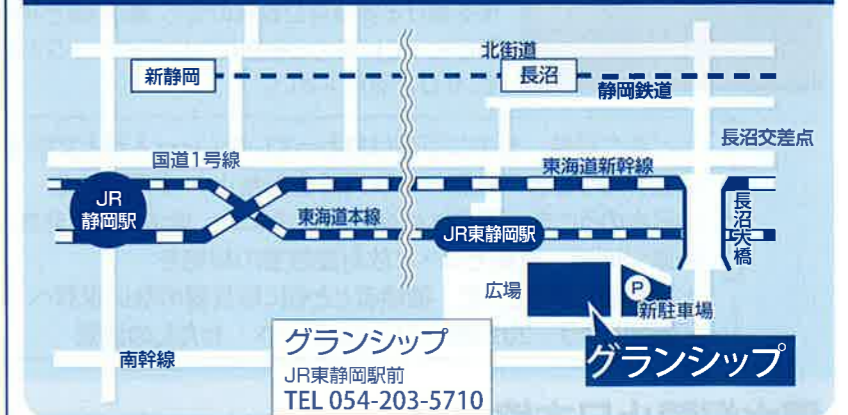 北街道
新静岡
長沼
静岡鉄道
長沼交差点
国道1号線
東海道新幹線
JR
静岡駅
東海道本線
JR東静岡駅
長沼大橋
広場
P
新駐車場
グランシップ
南幹線
グランシップ
JR東静岡駅前
TEL 054-203-5710